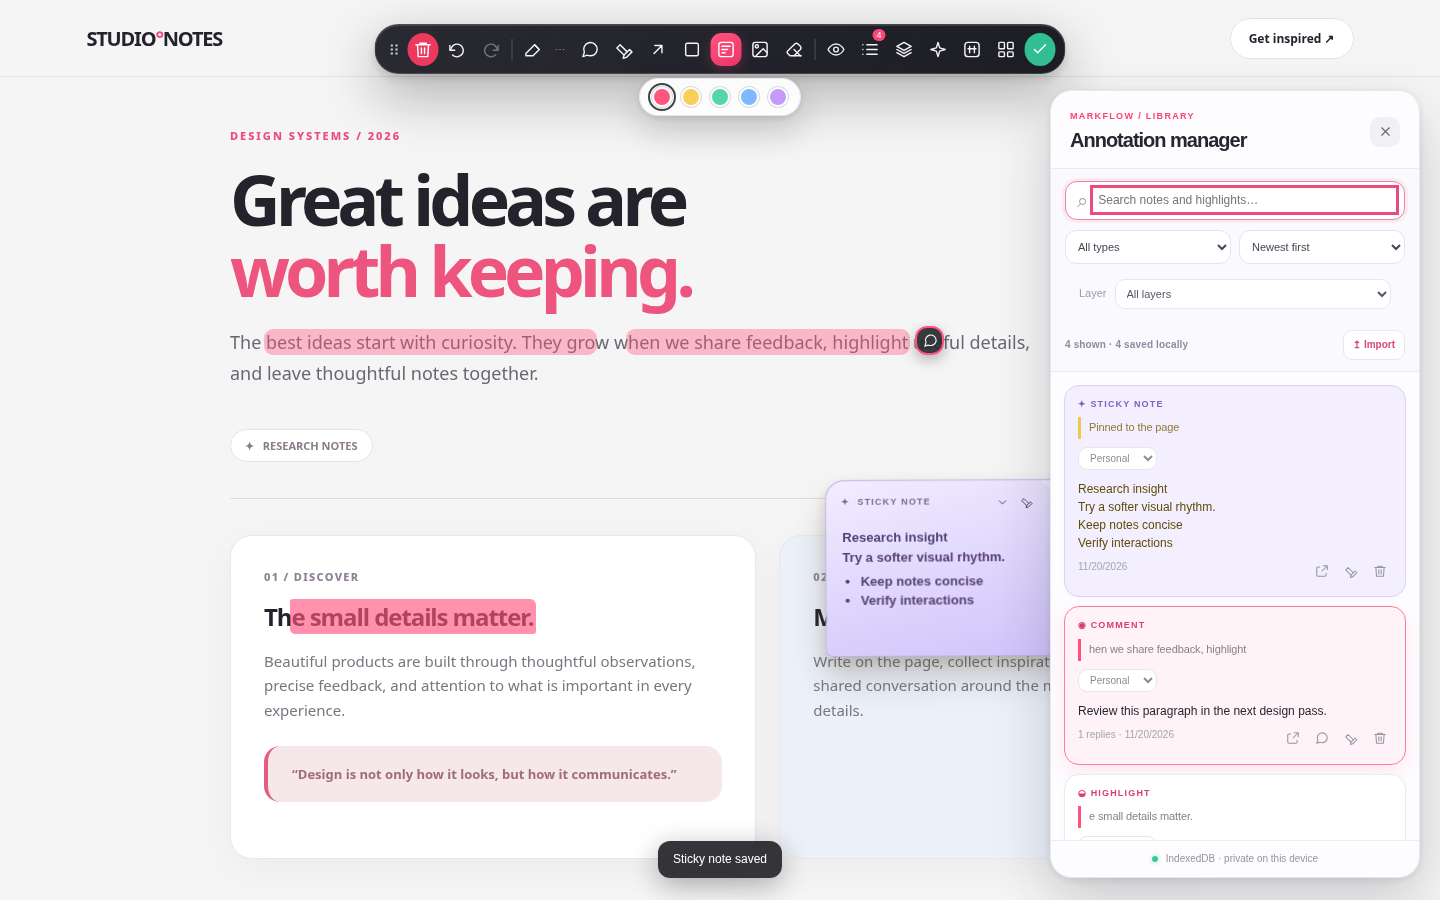 STUDIO NOTES
4
Get inspired ↗
DESIGN SYSTEMS / 2026
Great ideas are
worth keeping.
The best ideas start with curiosity. They grow when we share feedback, highlight ful details,
and leave thoughtful notes together.
✦ RESEARCH NOTES
01 / DISCOVER
The small details matter.
Beautiful products are built through thoughtful observations,
precise feedback, and attention to what is important in every
experience.
“Design is not only how it looks, but how it communicates.”
02
M
Write on the page, collect inspirat
shared conversation around the
details.
✦ STICKY NOTE
Research insight
Try a softer visual rhythm.
• Keep notes concise
• Verify interactions
Sticky note saved
MARKFLOW / LIBRARY
Annotation manager
Search notes and highlights…
All types
Newest first
Layer All layers
4 shown · 4 saved locally
↥ Import
✦ STICKY NOTE
Pinned to the page
Personal
Research insight
Try a softer visual rhythm.
Keep notes concise
Verify interactions
11/20/2026
◉ COMMENT
hen we share feedback, highlight
Personal
Review this paragraph in the next design pass.
1 replies · 11/20/2026
◒ HIGHLIGHT
e small details matter.
IndexedDB · private on this device